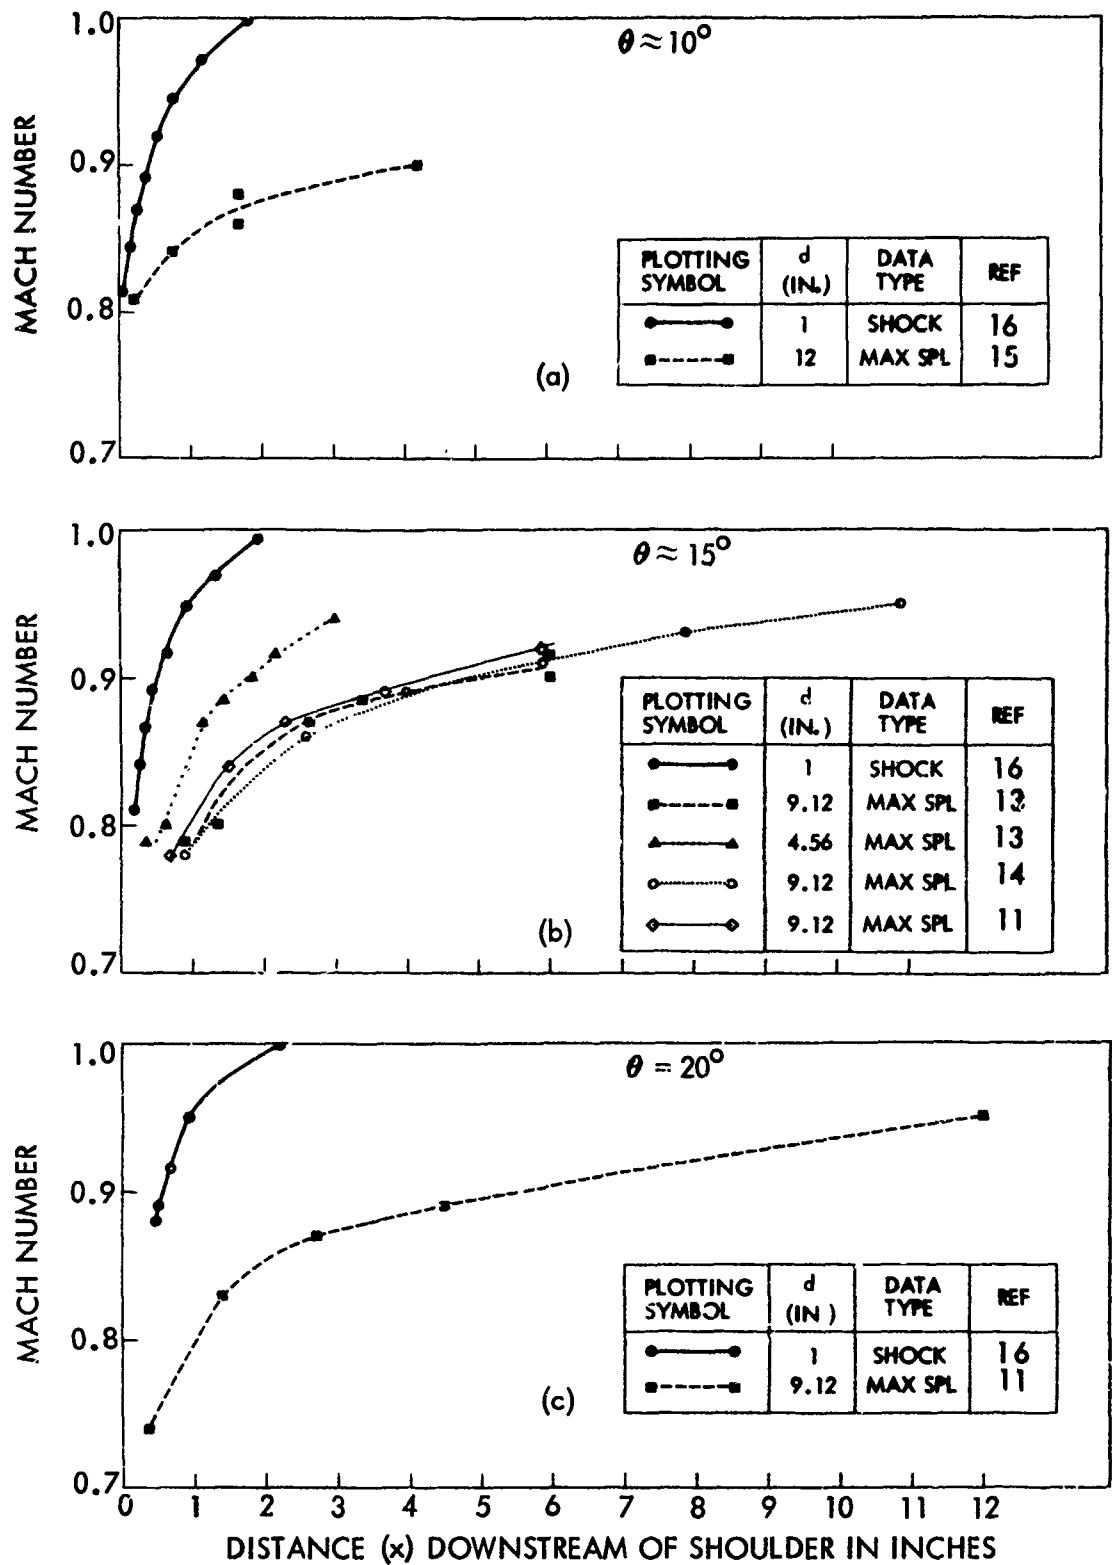 1.0
θ ≈ 10°
0.9
0.8
0.7
MACH NUMBER
PLOTTING SYMBOL d (IN.) DATA TYPE REF
1 SHOCK 16
12 MAX SPL 15
(a)
1.0
θ ≈ 15°
0.9
0.8
0.7
MACH NUMBER
PLOTTING SYMBOL d (IN.) DATA TYPE REF
1 SHOCK 16
9.12 MAX SPL 13
4.56 MAX SPL 13
9.12 MAX SPL 14
9.12 MAX SPL 11
(b)
1.0
θ = 20°
0.9
0.8
0.7
MACH NUMBER
PLOTTING SYMBOL d (IN ) DATA TYPE REF
1 SHOCK 16
9.12 MAX SPL 11
(c)
0 1 2 3 4 5 6 7 8 9 10 11 12
DISTANCE (x) DOWNSTREAM OF SHOULDER IN INCHES